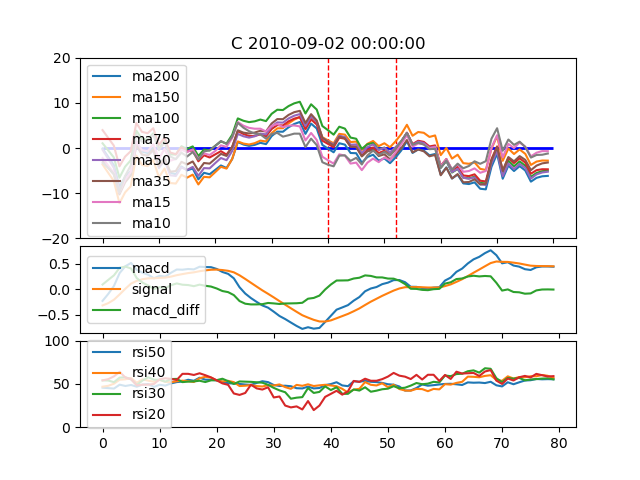 C 2010-09-02 00:00:00
20
10
0
−10
−20
ma200
ma150
ma100
ma75
ma50
ma35
ma15
ma10
0.5
0.0
−0.5
macd
signal
macd_diff
100
50
0
rsi50
rsi40
rsi30
rsi20
0 10 20 30 40 50 60 70 80